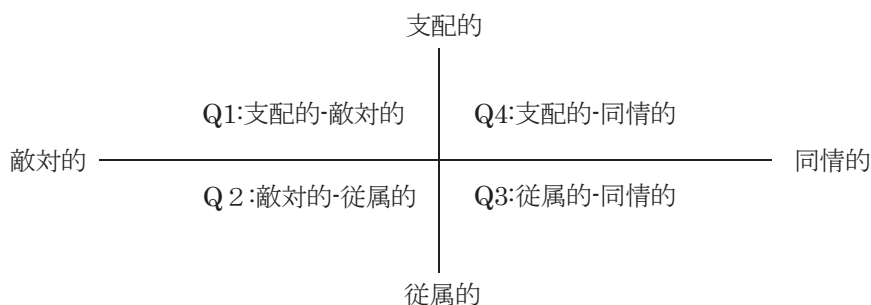 支配的
Q1:支配的-敵対的 Q4:支配的-同情的
敵対的 同情的
Q２:敵対的-従属的 Q3:従属的-同情的
従属的